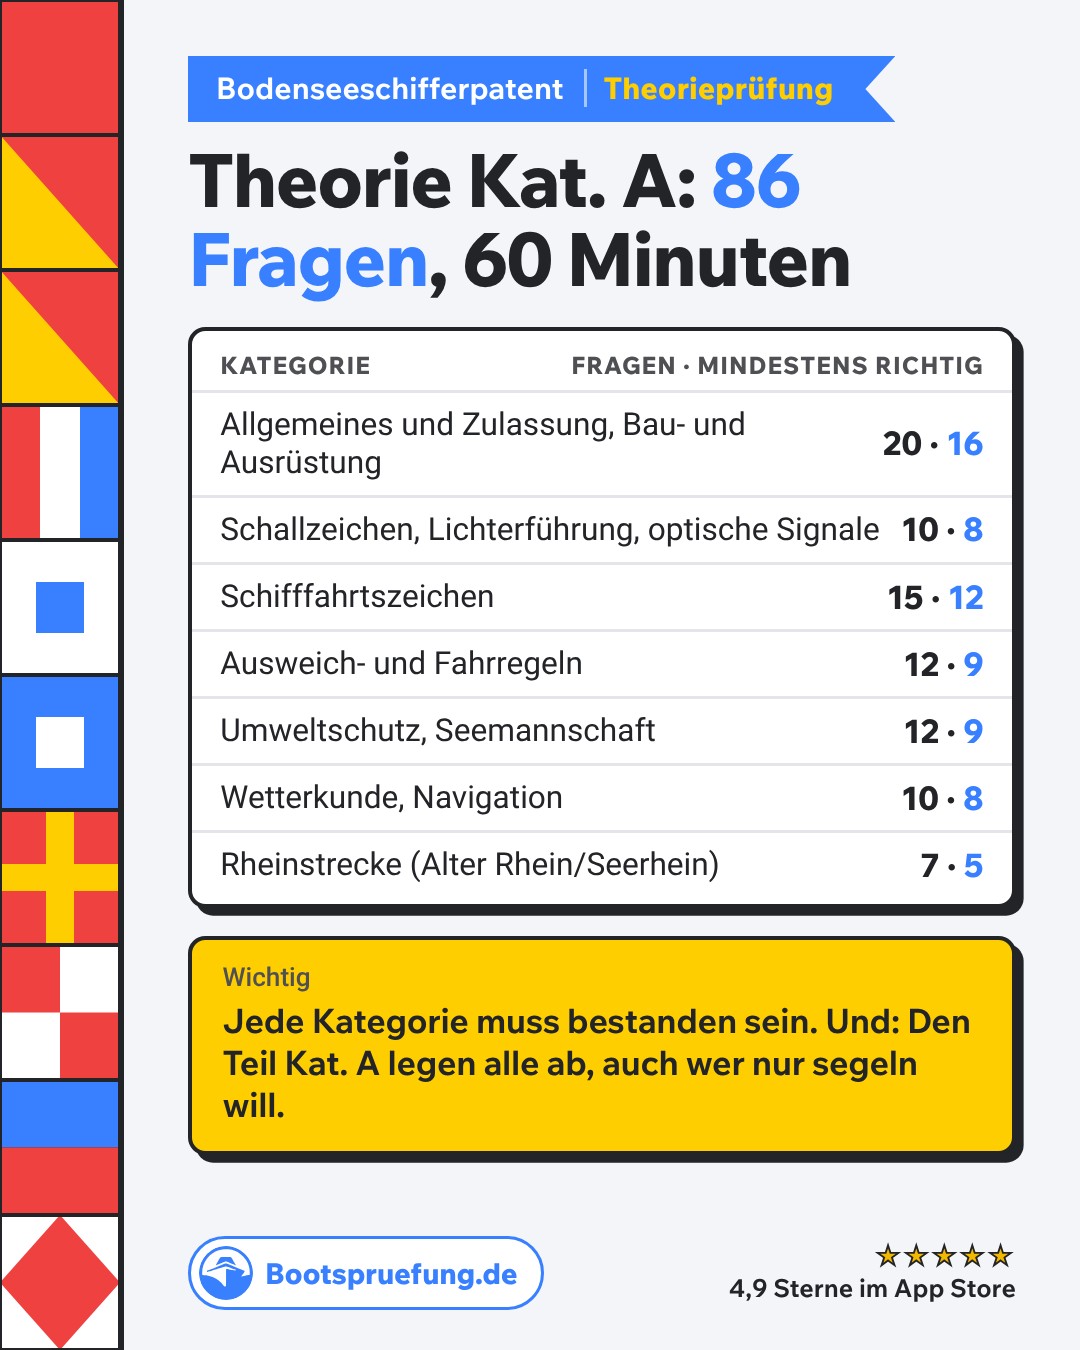 Bodenseeschifferpatent | Theorieprüfung
Theorie Kat. A: 86
Fragen, 60 Minuten
KATEGORIE FRAGEN · MINDESTENS RICHTIG
Allgemeines und Zulassung, Bau- und
Ausrüstung 20 · 16
Schallzeichen, Lichterführung, optische Signale 10 · 8
Schifffahrtszeichen 15 · 12
Ausweich- und Fahrregeln 12 · 9
Umweltschutz, Seemannschaft 12 · 9
Wetterkunde, Navigation 10 · 8
Rheinstrecke (Alter Rhein/Seerhein) 7 · 5
Wichtig
Jede Kategorie muss bestanden sein. Und: Den
Teil Kat. A legen alle ab, auch wer nur segeln
will.
Bootspruefung.de
★★★★★
4,9 Sterne im App Store